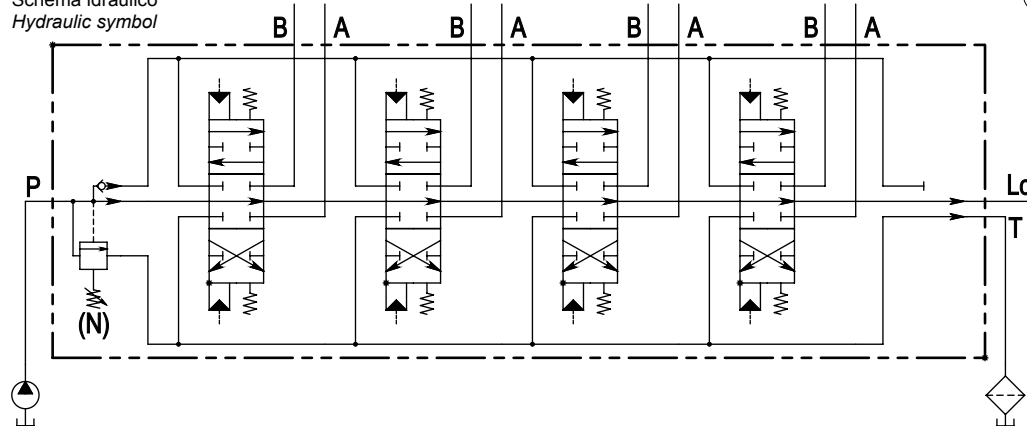 Schema idraulico
Hydraulic symbol
B A B A B A B A
P
T
(N)